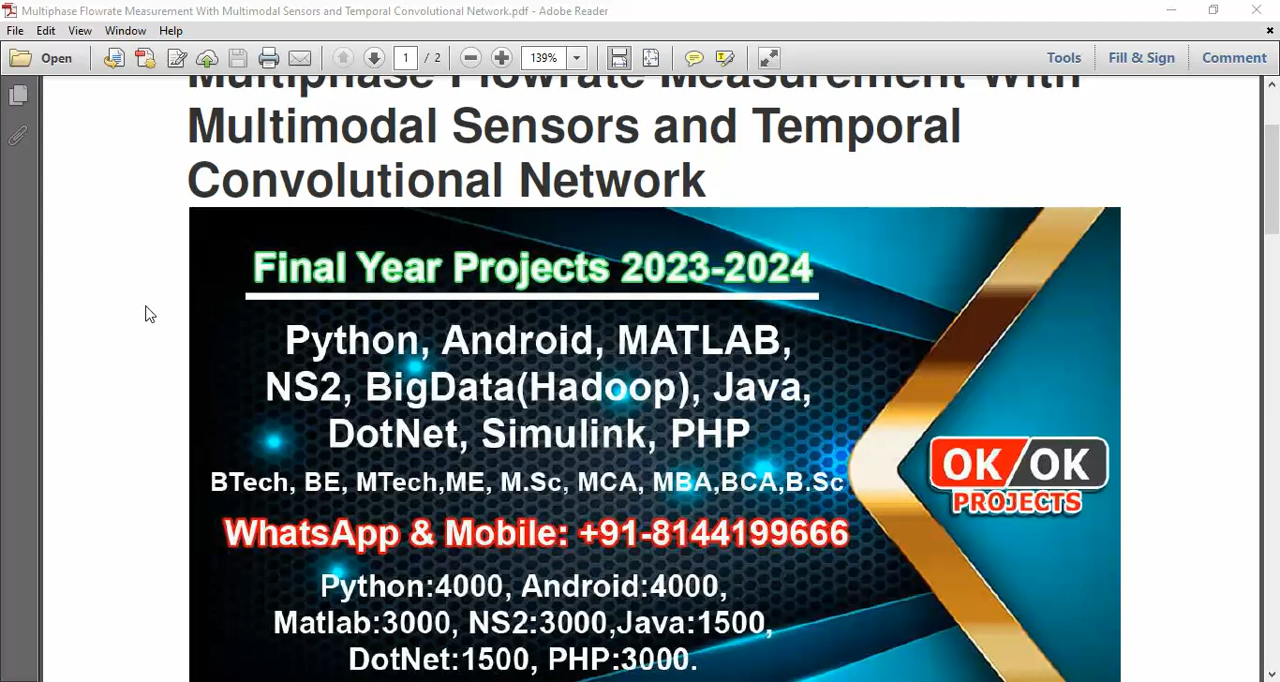 Multiphase Flowrate Measurement With Multimodal Sensors and Temporal Convolutional Network.pdf - Adobe Reader
File Edit View Window Help
Open 1 / 2 139% Tools Fill & Sign Comment
Multiphase Flowrate Measurement With
Multimodal Sensors and Temporal
Convolutional Network
Final Year Projects 2023-2024
Python, Android, MATLAB,
NS2, BigData(Hadoop), Java,
DotNet, Simulink, PHP
BTech, BE, MTech,ME, M.Sc, MCA, MBA,BCA,B.Sc
OK/OK
PROJECTS
WhatsApp & Mobile: +91-8144199666
Python:4000, Android:4000,
Matlab:3000, NS2:3000,Java:1500,
DotNet:1500, PHP:3000.